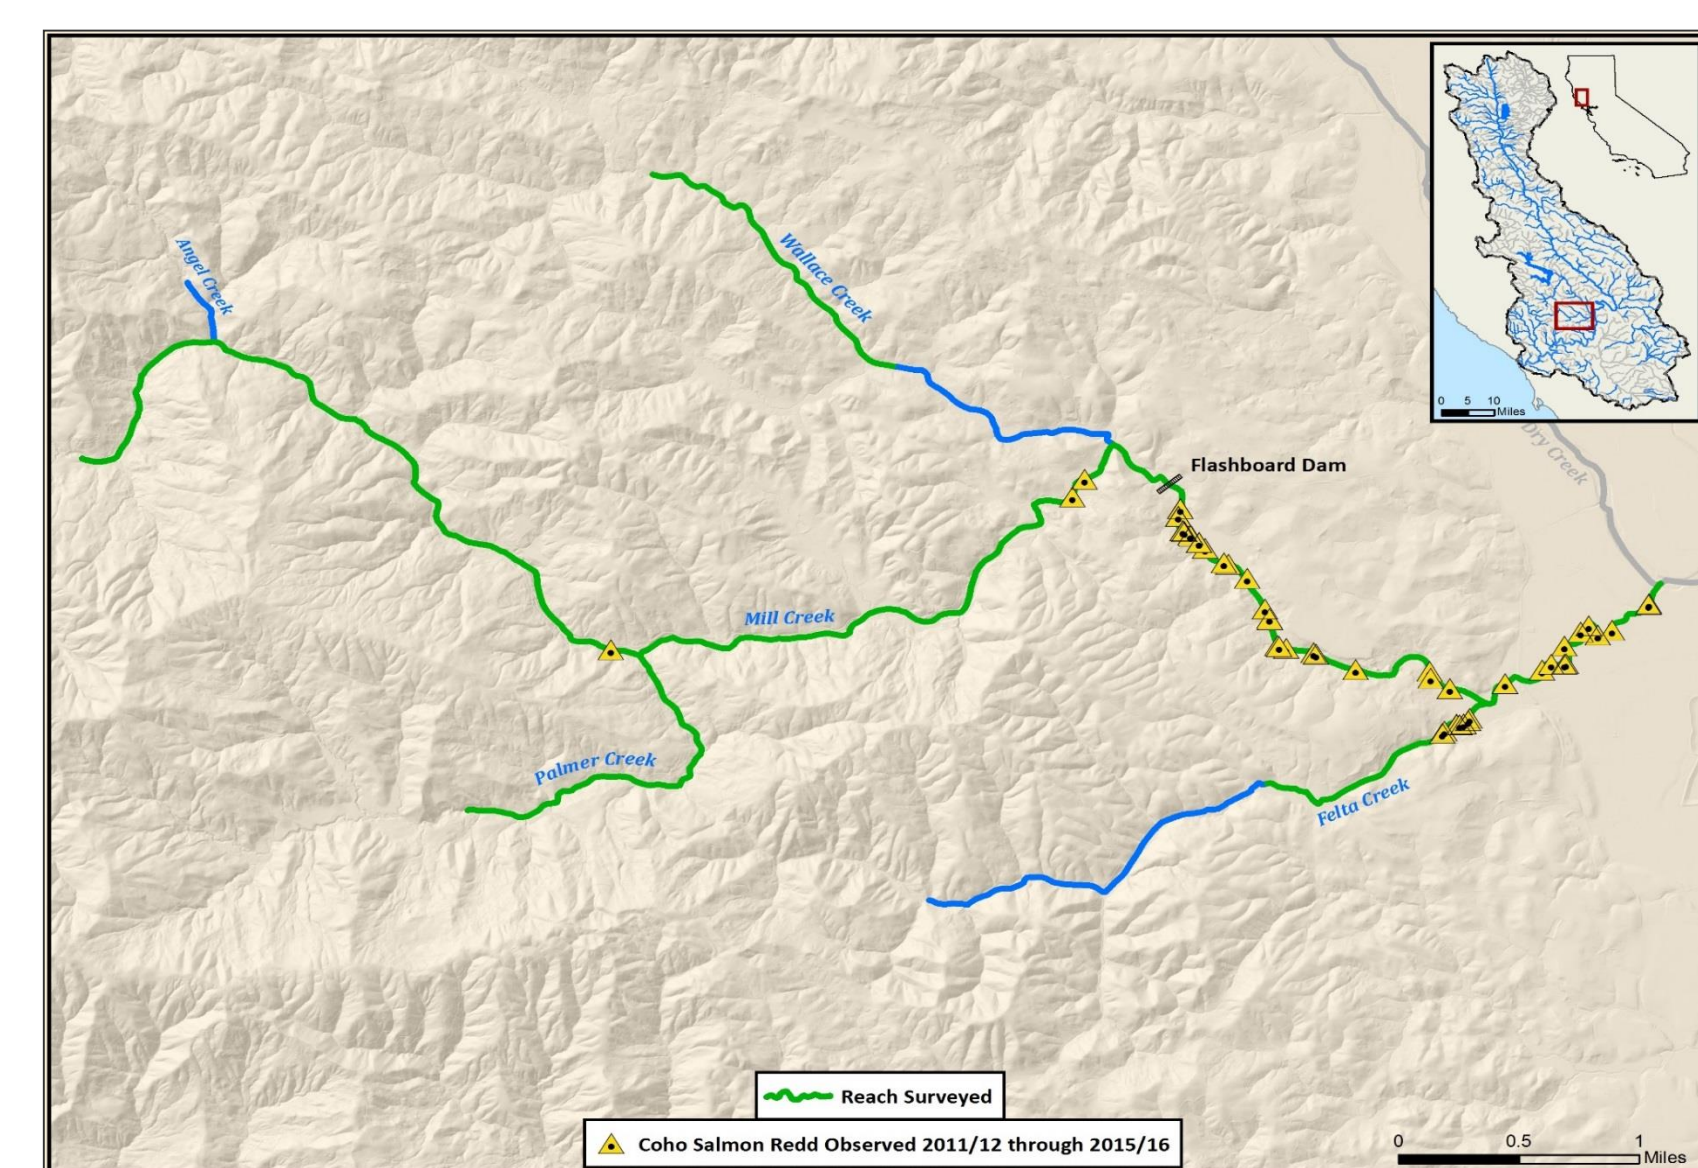 Angel Creek
Wallace Creek
Flashboard Dam
Dry Creek
Mill Creek
Palmer Creek
Felta Creek
0 5 10
Miles
Reach Surveyed
Coho Salmon Redd Observed 2011/12 through 2015/16
0 0.5 1
Miles